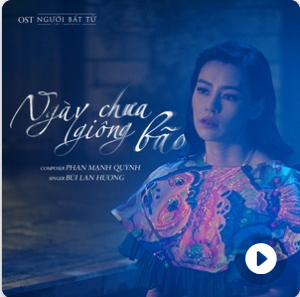 OST NGƯỜI BẤT TỬ
Ngày chưa
giông bão
COMPOSER PHAN MẠNH QUỲNH
SINGER BÙI LAN HƯƠNG